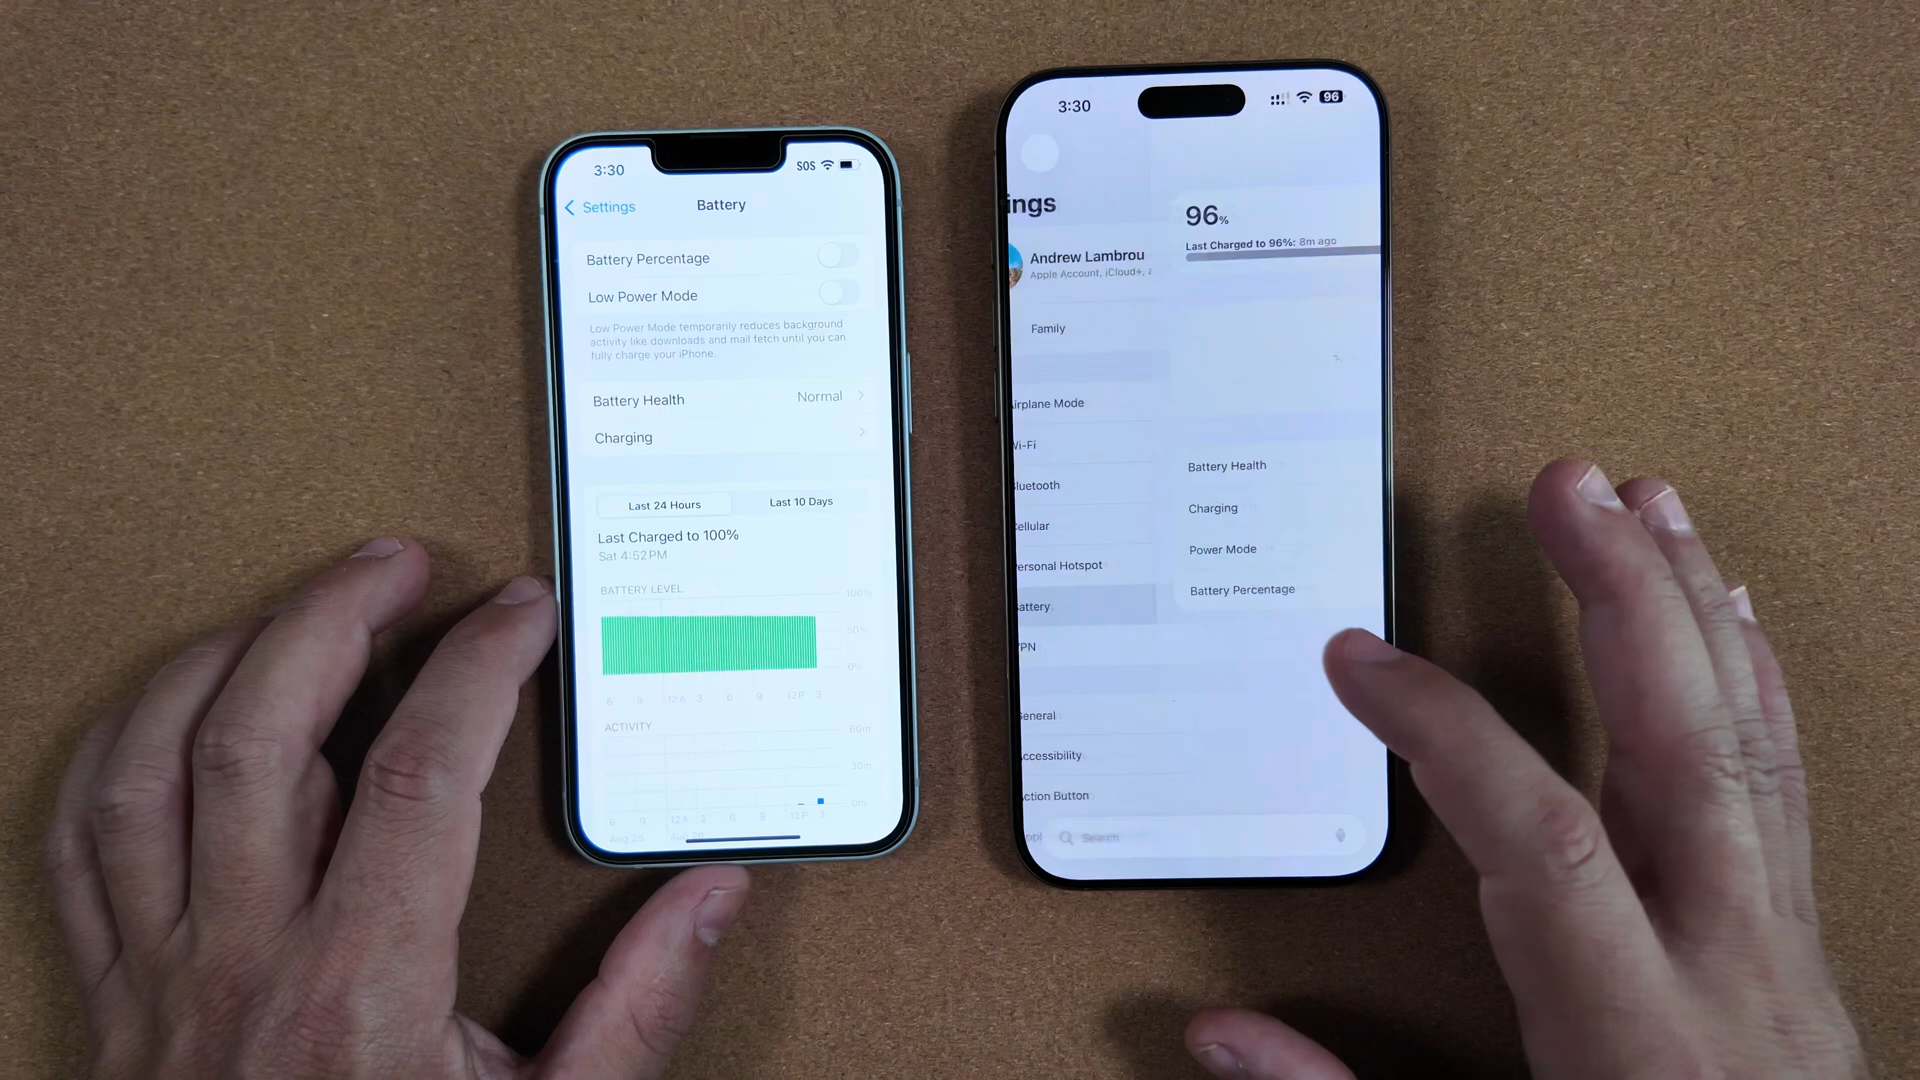 3:30
SOS
Settings
Battery
Battery Percentage
Low Power Mode
Low Power Mode temporarily reduces background
activity like downloads and mail fetch until you can
fully charge your iPhone.
Battery Health
Normal
Charging
Last 24 Hours
Last 10 Days
Last Charged to 100%
Sat 4:52 PM
BATTERY LEVEL
100%
50%
0%
6 9 12 A 3 6 9 12 P 3
ACTIVITY
60m
30m
0m
6 9 12 A 3 6 9 12 P 3
Aug 25
3:30
96
ings
Andrew Lambrou
Apple Account, iCloud+, a
Family
Airplane Mode
Wi-Fi
Bluetooth
Cellular
Personal Hotspot
Battery
VPN
General
Accessibility
Action Button
Search
96%
Last Charged to 96%: 8m ago
Battery Health
Charging
Power Mode
Battery Percentage